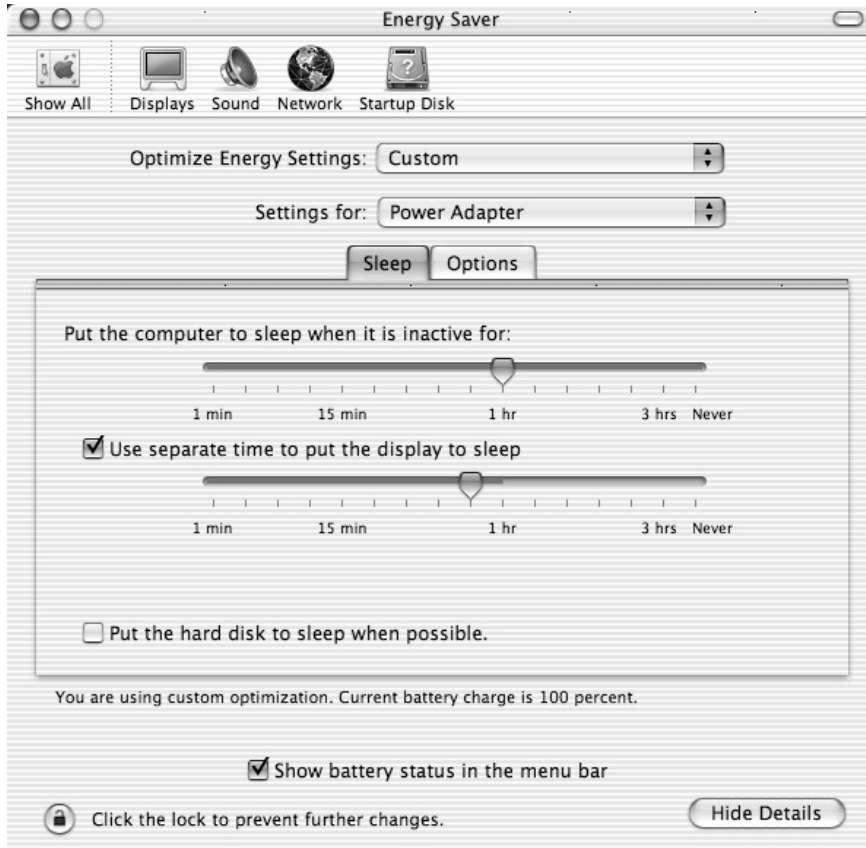 Energy Saver
Show All Displays Sound Network Startup Disk
Optimize Energy Settings: Custom
Settings for: Power Adapter
Sleep Options
Put the computer to sleep when it is inactive for:
1 min 15 min 1 hr 3 hrs Never
Use separate time to put the display to sleep
1 min 15 min 1 hr 3 hrs Never
Put the hard disk to sleep when possible.
You are using custom optimization. Current battery charge is 100 percent.
Show battery status in the menu bar
Click the lock to prevent further changes. Hide Details